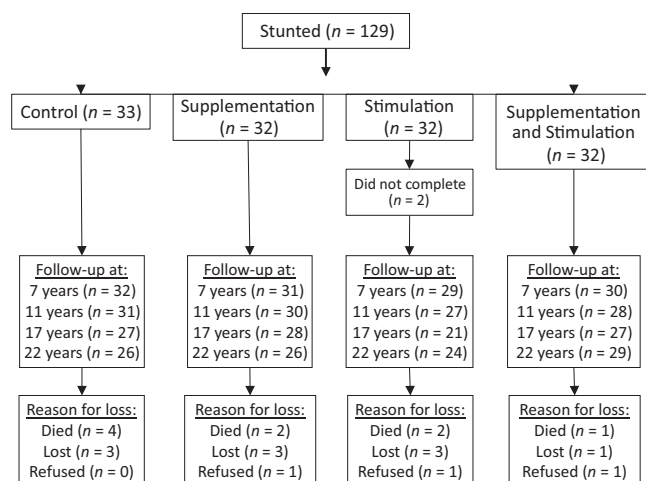 Stunted (n = 129)
Control (n = 33)
Supplementation
(n = 32)
Stimulation
(n = 32)
Supplementation
and Stimulation
(n = 32)
Did not complete
(n = 2)
Follow-up at:
7 years (n = 32)
11 years (n = 31)
17 years (n = 27)
22 years (n = 26)
Follow-up at:
7 years (n = 31)
11 years (n = 30)
17 years (n = 28)
22 years (n = 26)
Follow-up at:
7 years (n = 29)
11 years (n = 27)
17 years (n = 21)
22 years (n = 24)
Follow-up at:
7 years (n = 30)
11 years (n = 28)
17 years (n = 27)
22 years (n = 29)
Reason for loss:
Died (n = 4)
Lost (n = 3)
Refused (n = 0)
Reason for loss:
Died (n = 2)
Lost (n = 3)
Refused (n = 1)
Reason for loss:
Died (n = 2)
Lost (n = 3)
Refused (n = 1)
Reason for loss:
Died (n = 1)
Lost (n = 1)
Refused (n = 1)